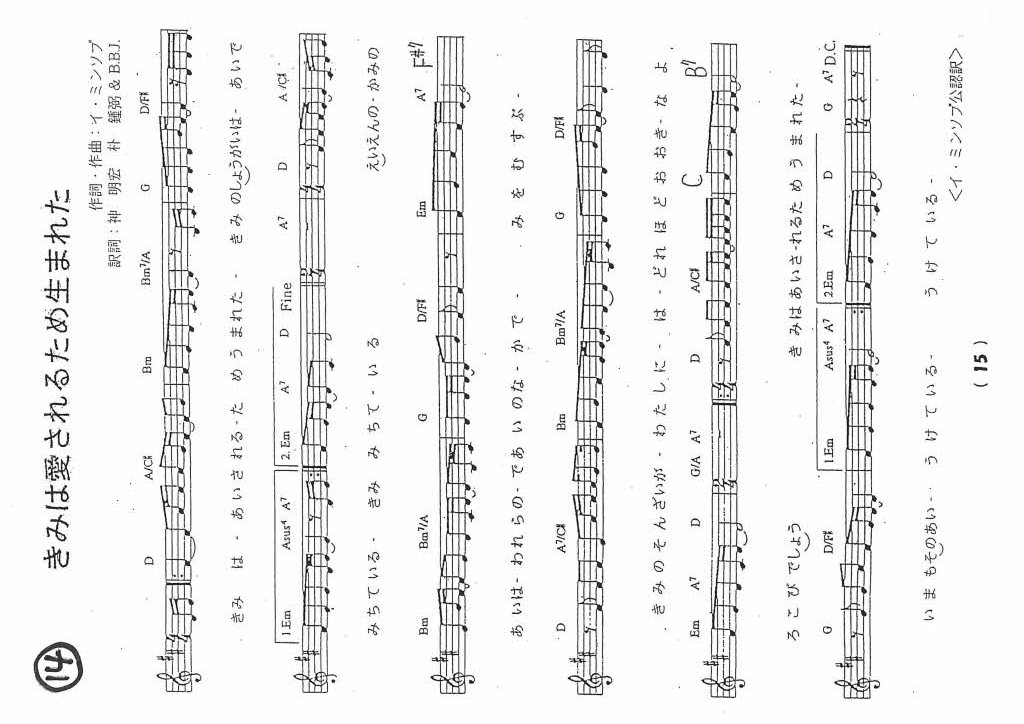 14
きみは愛されるため生まれた
作詞・作曲：イ・ミンソプ
訳詞：神 明宏 朴 鍾弼 & B.B.J.
D A/C# Bm Bm7/A G D/F#
きみ は - あいされる-た めうまれた - きみのしょうがいは- あいで
1.Em Asus4 A7 2.Em A7 D Fine A7 D A/C#
みちている- きみ みちて-いる えいえんの-かみの
Bm Bm7/A G D/F# Em A7 F#7
あいは-われらの-であいのな-かで- みをむすぶ-
D A7/C# Bm Bm7/A G D/F#
きみのそんざいが-わたしに-は-どれほどおおき-なよ
Em A7 D G/A A7 D A/C# C B7
ろこびでしょう きみはあいさ-れるためうまれた-
G D/F# 1.Em Asus4 A7 2.Em A7 D G A7 D.C.
いまもそのあい-- うけている- うけている-
<イ・ミンソプ公認訳>
(15)